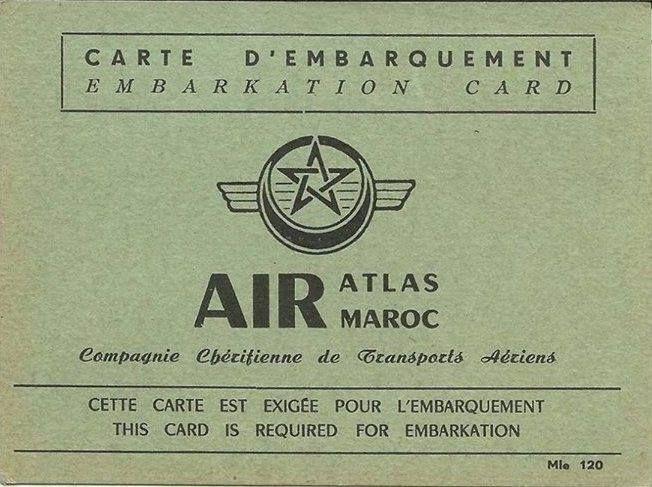 CARTE D'EMBARQUEMENT
EMBARKATION CARD
AIR ATLAS
MAROC
Compagnie Chérifienne de Transports Aériens
CETTE CARTE EST EXIGÉE POUR L'EMBARQUEMENT
THIS CARD IS REQUIRED FOR EMBARKATION
Mle 120